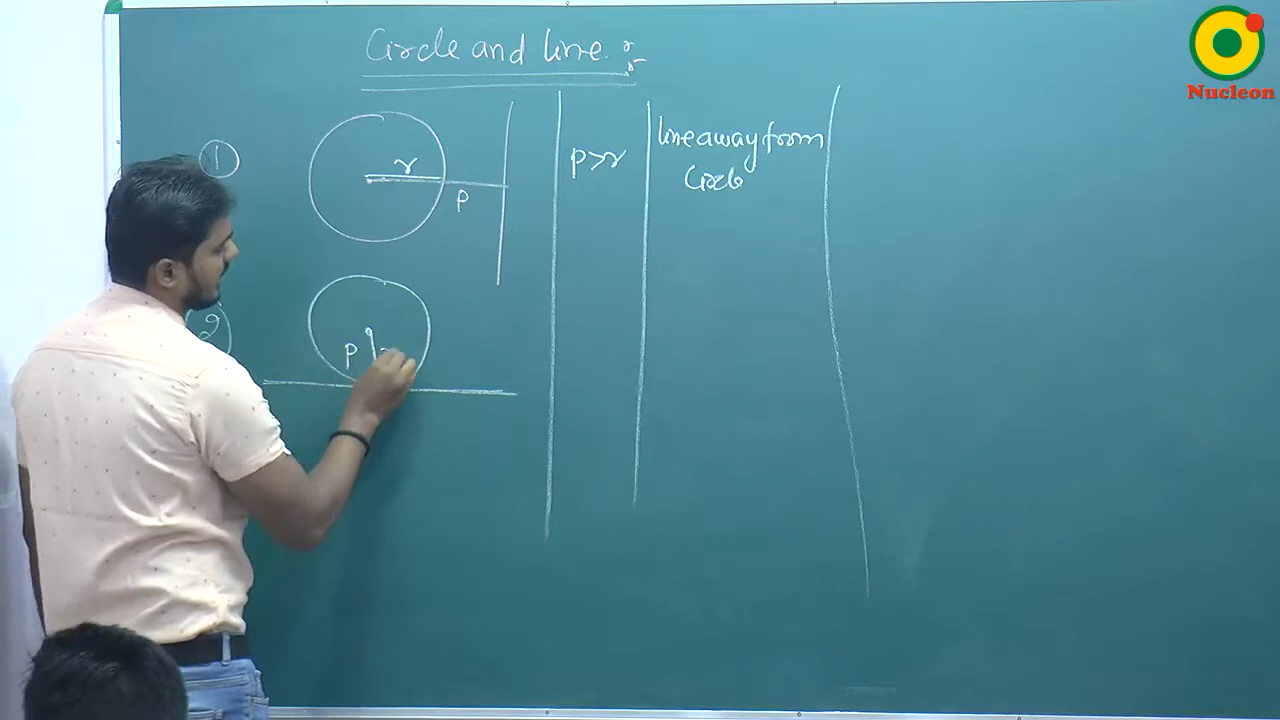 Circle and line :-
Nucleon
1
r
p
p>r
line away from
Circle
2
p